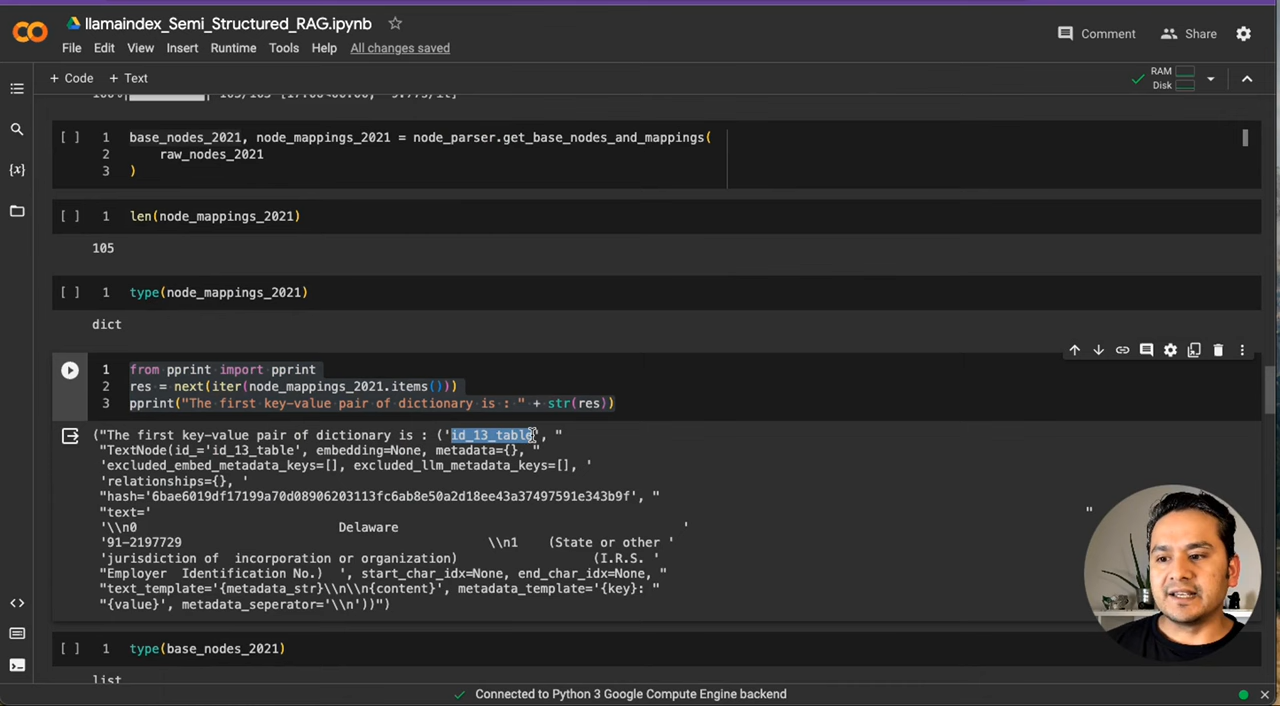 llamaindex_Semi_Structured_RAG.ipynb
File Edit View Insert Runtime Tools Help All changes saved
Comment Share
+ Code + Text
RAM
Disk
[ ] 1 base_nodes_2021, node_mappings_2021 = node_parser.get_base_nodes_and_mappings(
2 raw_nodes_2021
3 )
[ ] 1 len(node_mappings_2021)
105
[ ] 1 type(node_mappings_2021)
dict
1 from pprint import pprint
2 res = next(iter(node_mappings_2021.items()))
3 pprint("The first key-value pair of dictionary is : " + str(res))
("The first key-value pair of dictionary is : ('id_13_table', "
"TextNode(id_='id_13_table', embedding=None, metadata={}, "
'excluded_embed_metadata_keys=[], excluded_llm_metadata_keys=[], '
'relationships={}, '
"hash='6bae6019df17199a70d08906203113fc6ab8e50a2d18ee43a37497591e343b9f', "
"text=' "
'\\n0 Delaware '
'91-2197729 \\n1 (State or other '
'jurisdiction of incorporation or organization) (I.R.S. '
"Employer Identification No.) ', start_char_idx=None, end_char_idx=None, "
"text_template='{metadata_str}\\n\\n{content}', metadata_template='{key}: "
"{value}', metadata_seperator='\\n'))")
[ ] 1 type(base_nodes_2021)
list
Connected to Python 3 Google Compute Engine backend